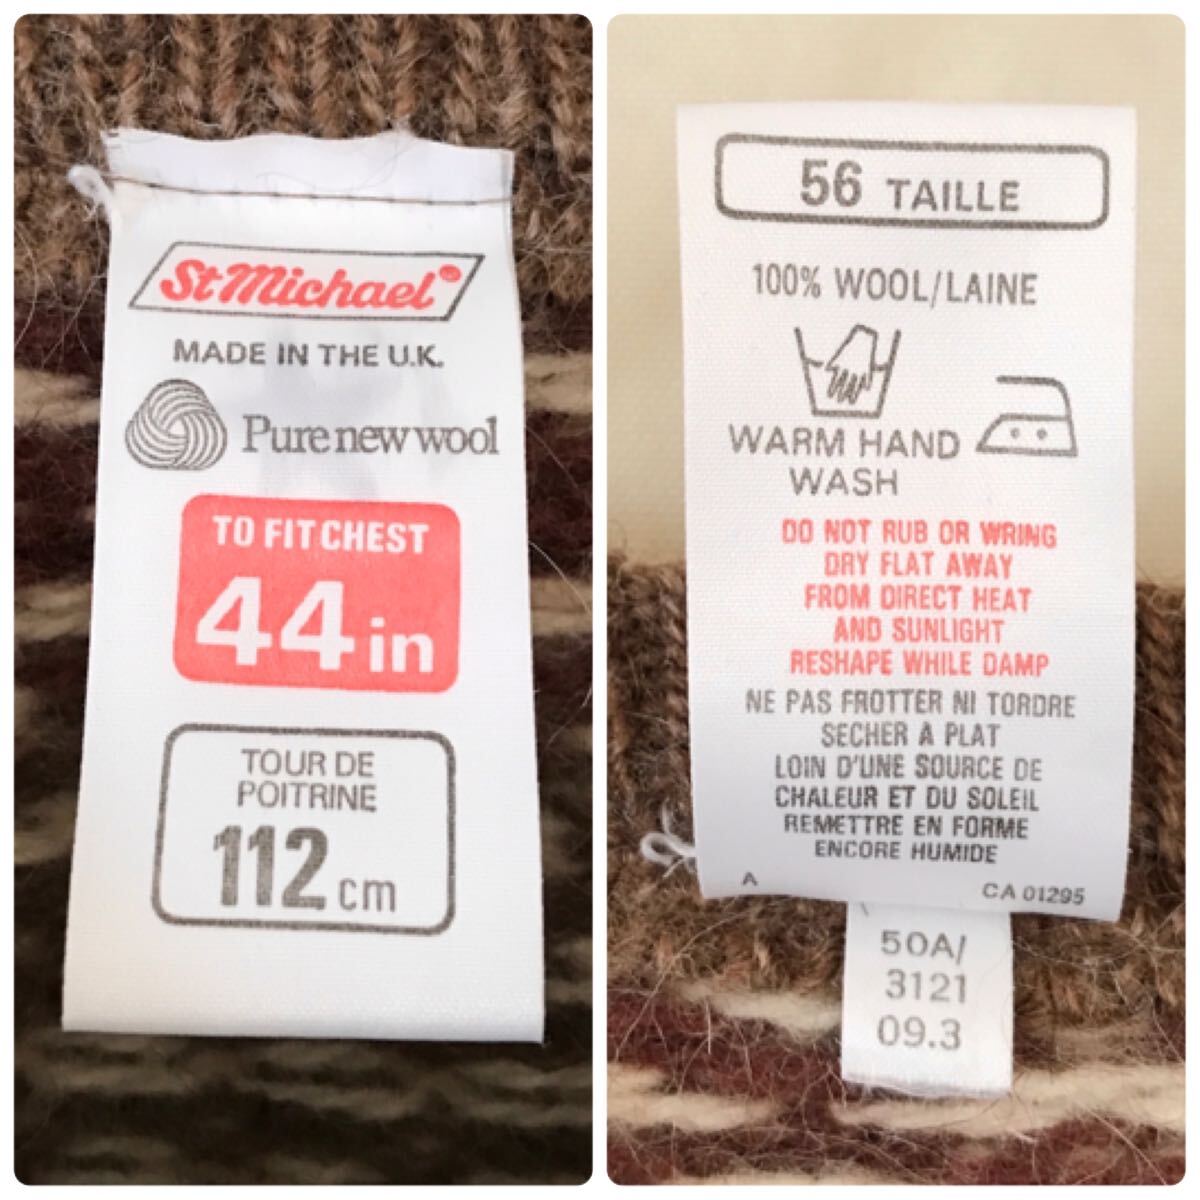 St Michael®
MADE IN THE U.K.
Pure new wool
TO FIT CHEST
44 in
TOUR DE
POITRINE
112 cm
56 TAILLE
100% WOOL/LAINE
WARM HAND
WASH
DO NOT RUB OR WRING
DRY FLAT AWAY
FROM DIRECT HEAT
AND SUNLIGHT
RESHAPE WHILE DAMP
NE PAS FROTTER NI TORDRE
SECHER A PLAT
LOIN D'UNE SOURCE DE
CHALEUR ET DU SOLEIL
REMETTRE EN FORME
ENCORE HUMIDE
A CA 01295
50A/
3121
09.3